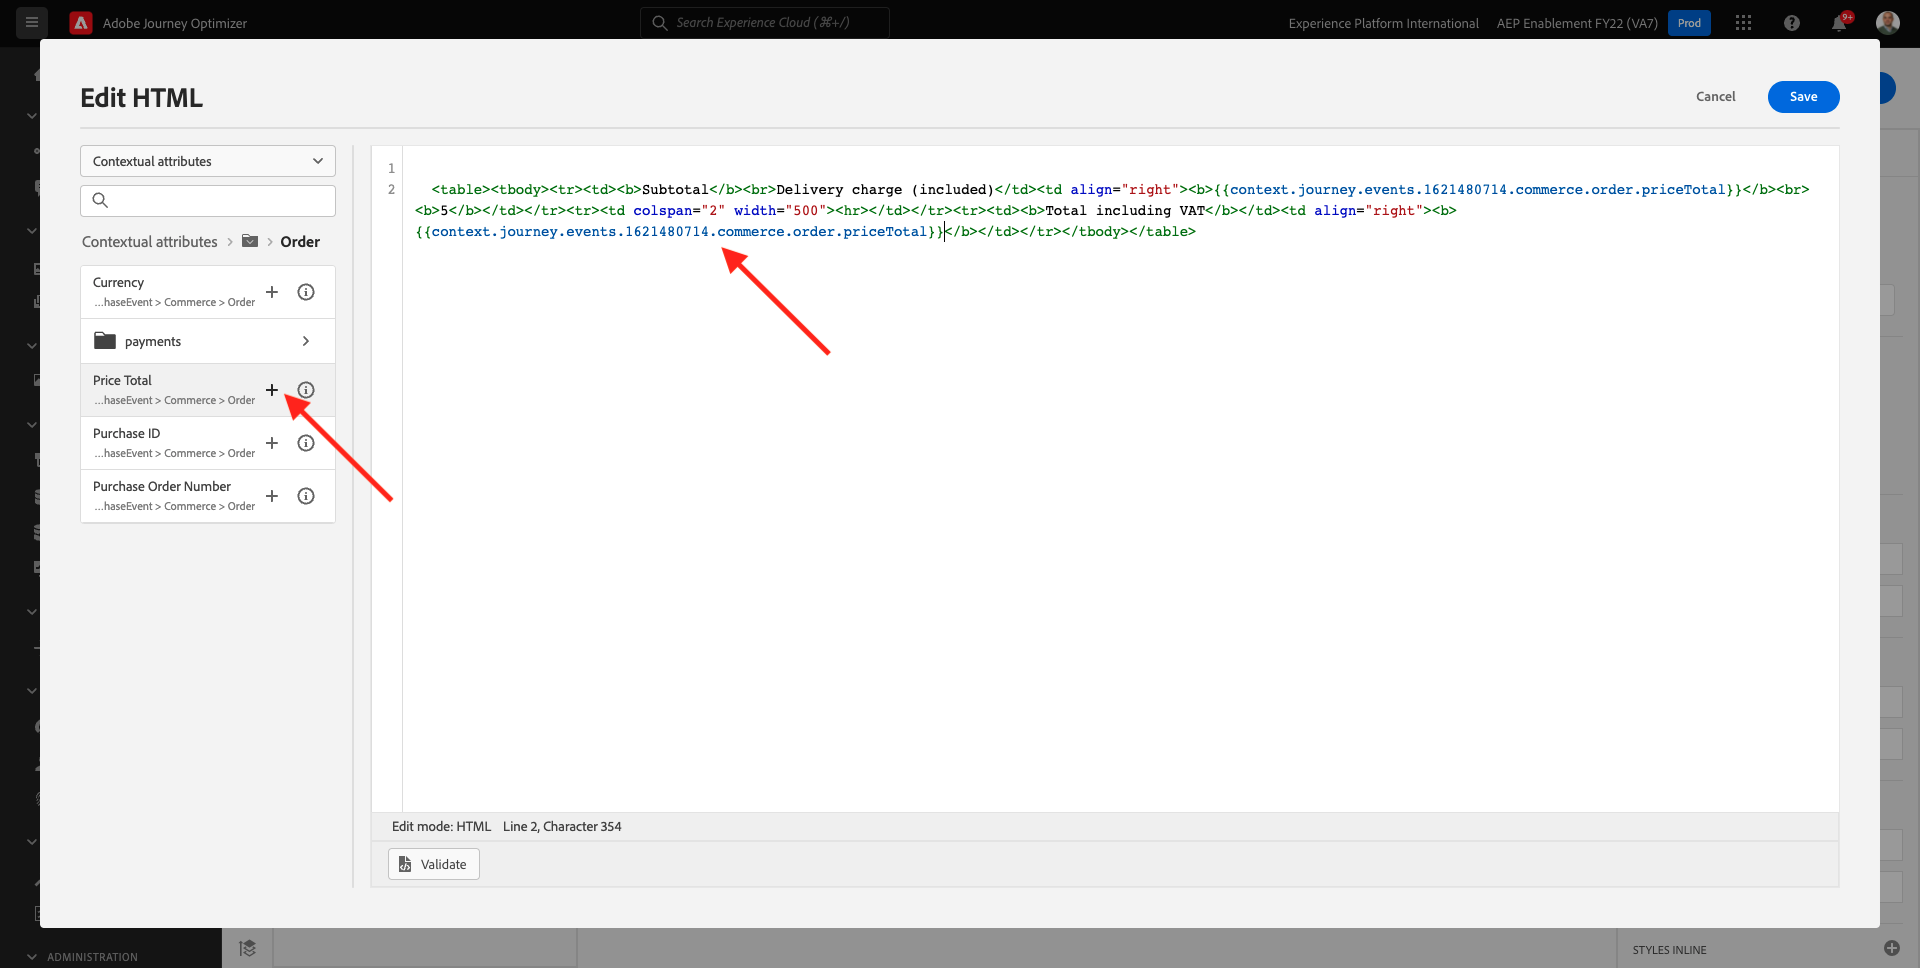 Adobe Journey Optimizer
Search Experience Cloud (⌘+/)
Experience Platform International
AEP Enablement FY22 (VA7)
Prod
9+
Edit HTML
Cancel
Save
Contextual attributes
Contextual attributes > > Order
Currency
...haseEvent > Commerce > Order
payments
Price Total
...haseEvent > Commerce > Order
Purchase ID
...haseEvent > Commerce > Order
Purchase Order Number
...haseEvent > Commerce > Order
1
2
<table><tbody><tr><td><b>Subtotal</b><br>Delivery charge (included)</td><td align="right"><b>{{context.journey.events.1621480714.commerce.order.priceTotal}}</b><br>
<b>5</b></td></tr><tr><td colspan="2" width="500"><hr></td></tr><tr><td><b>Total including VAT</b></td><td align="right"><b>
{{context.journey.events.1621480714.commerce.order.priceTotal}}</b></td></tr></tbody></table>
Edit mode: HTML Line 2, Character 354
Validate
ADMINISTRATION
STYLES INLINE